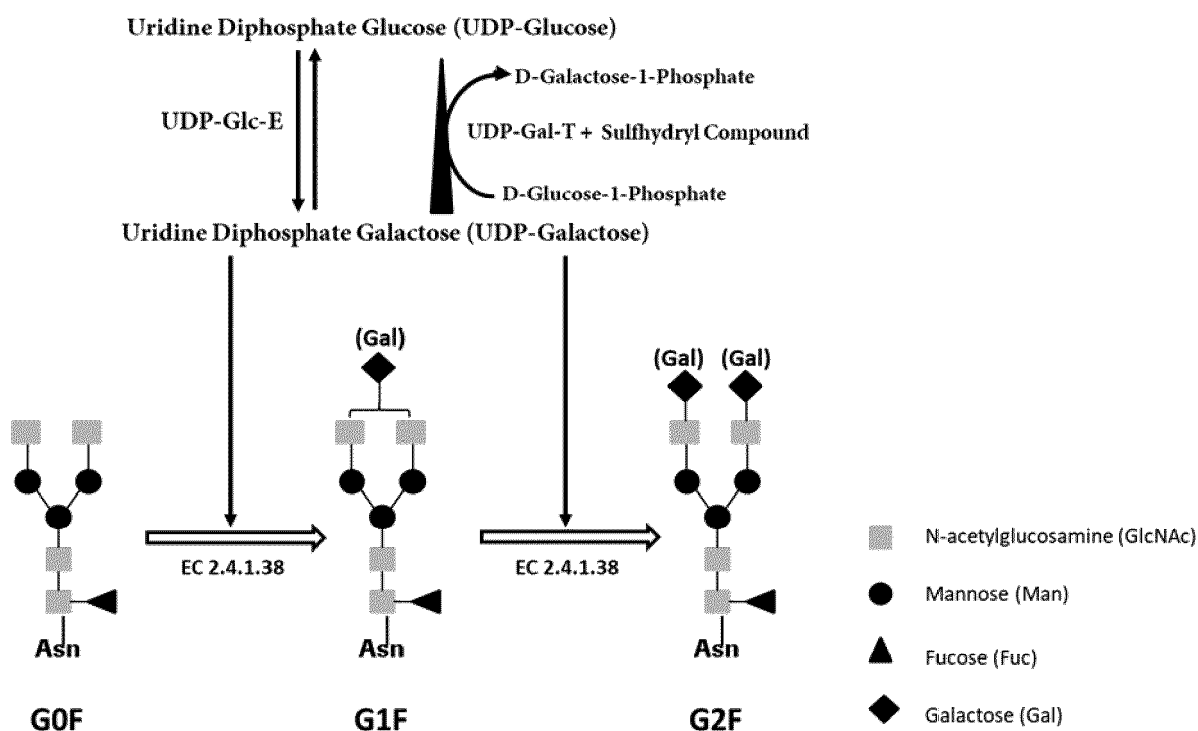 Uridine Diphosphate Glucose (UDP-Glucose)
D-Galactose-1-Phosphate
UDP-Glc-E
UDP-Gal-T + Sulfhydryl Compound
D-Glucose-1-Phosphate
Uridine Diphosphate Galactose (UDP-Galactose)
(Gal)
(Gal) (Gal)
EC 2.4.1.38
EC 2.4.1.38
N-acetylglucosamine (GlcNAc)
Mannose (Man)
Fucose (Fuc)
Galactose (Gal)
Asn
Asn
Asn
G0F
G1F
G2F